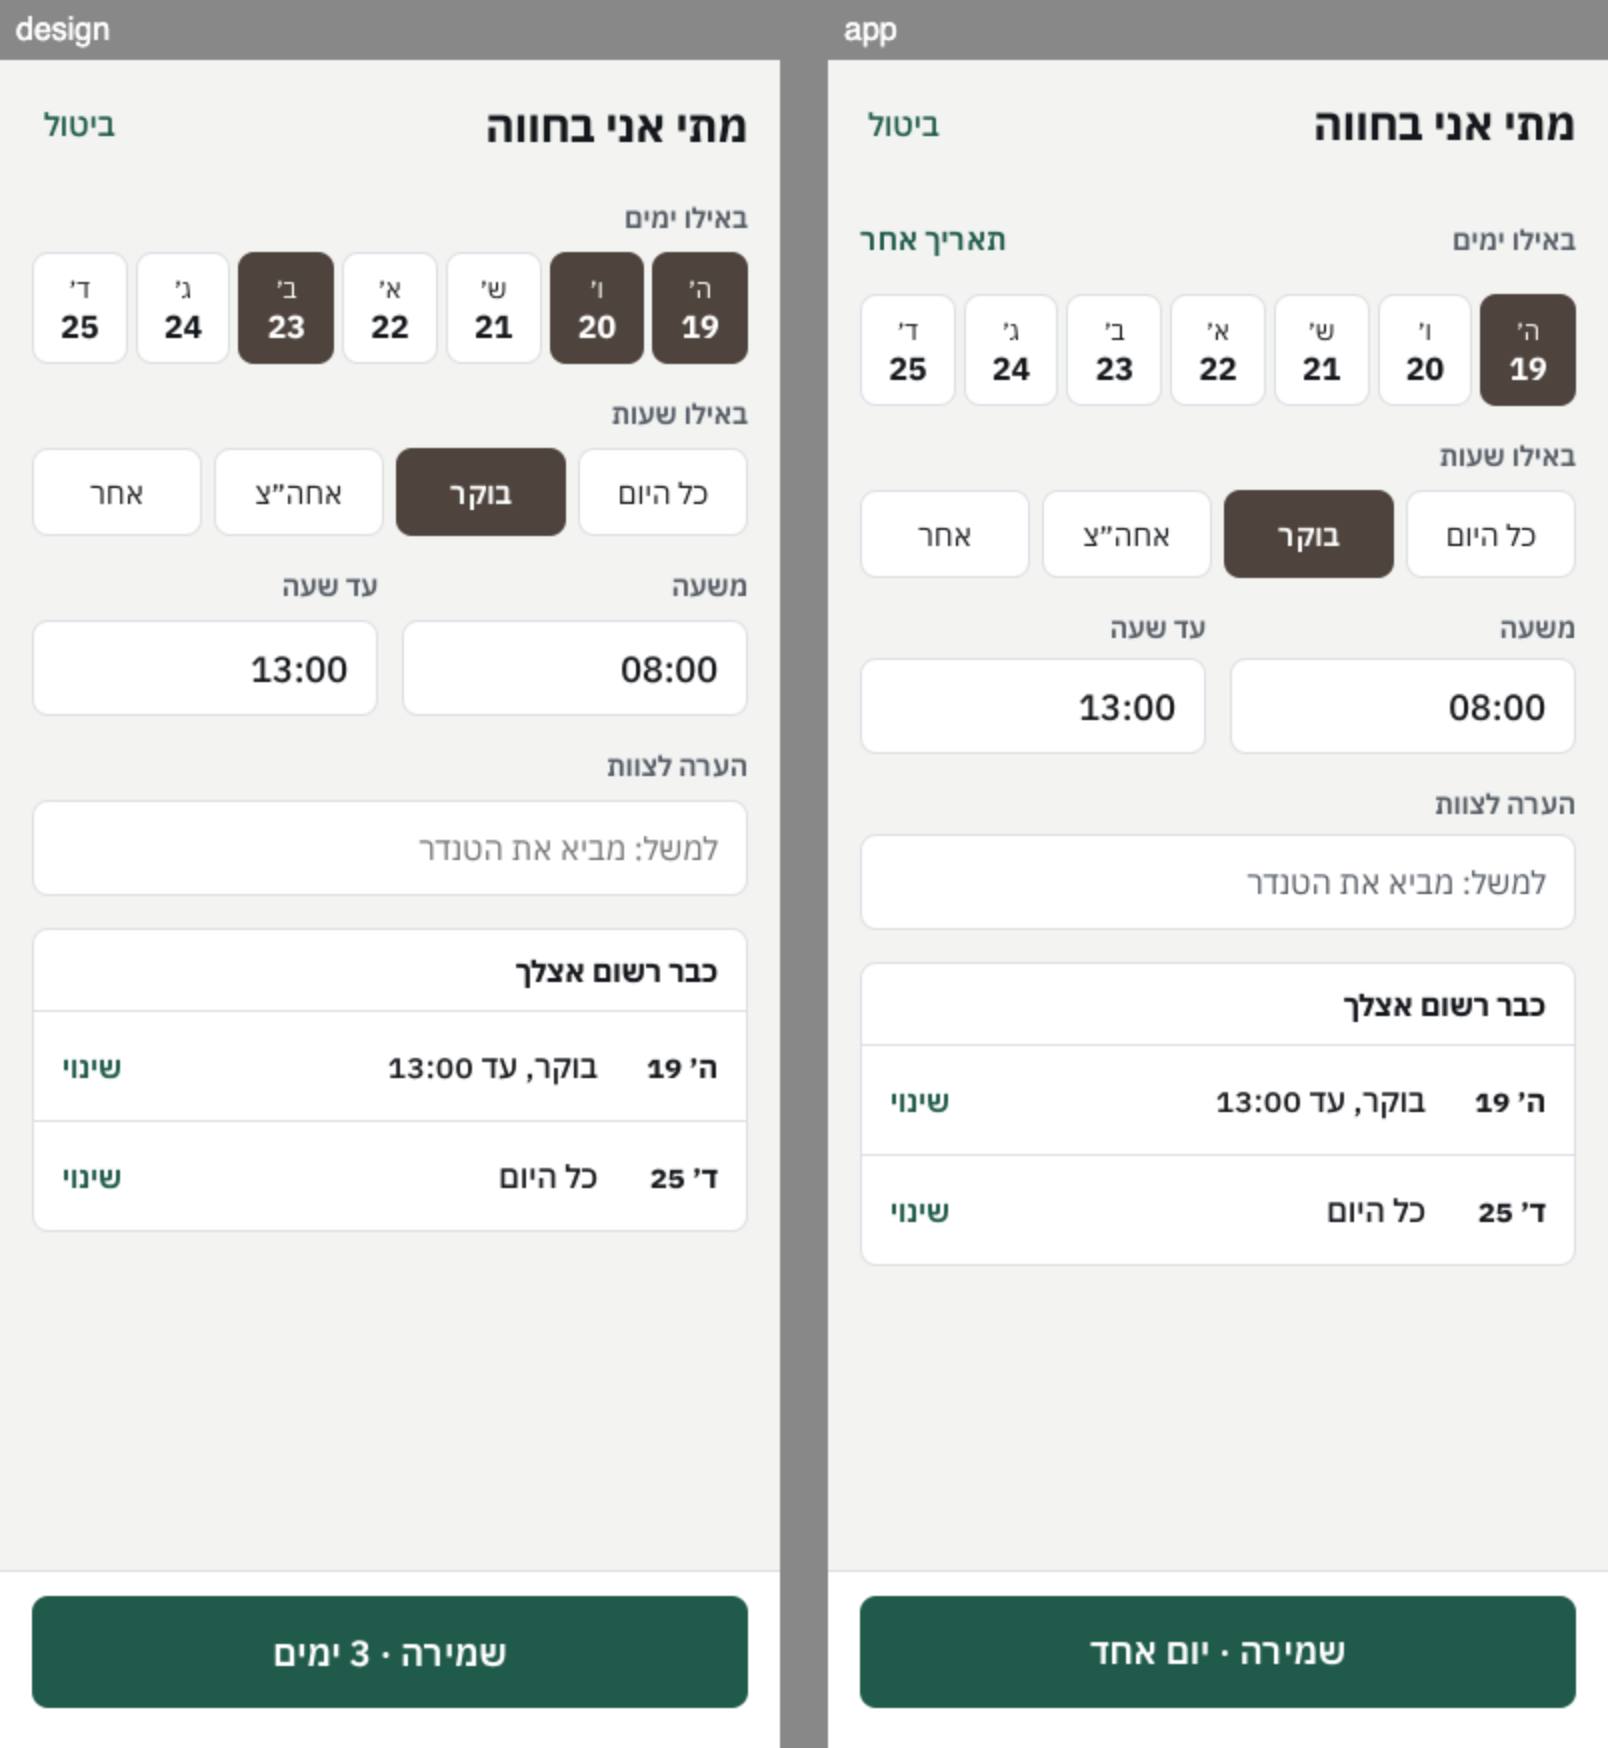 design
מתי אני בחווה ביטול
באילו ימים
ה׳ ו׳ ש׳ א׳ ב׳ ג׳ ד׳
19 20 21 22 23 24 25
באילו שעות
כל היום בוקר אחה״צ אחר
משעה עד שעה
08:00 13:00
הערה לצוות
למשל: מביא את הטנדר
כבר רשום אצלך
ה׳ 19 בוקר, עד 13:00 שינוי
ד׳ 25 כל היום שינוי
שמירה · 3 ימים
app
מתי אני בחווה ביטול
באילו ימים תאריך אחר
ה׳ ו׳ ש׳ א׳ ב׳ ג׳ ד׳
19 20 21 22 23 24 25
באילו שעות
כל היום בוקר אחה״צ אחר
משעה עד שעה
08:00 13:00
הערה לצוות
למשל: מביא את הטנדר
כבר רשום אצלך
ה׳ 19 בוקר, עד 13:00 שינוי
ד׳ 25 כל היום שינוי
שמירה · יום אחד